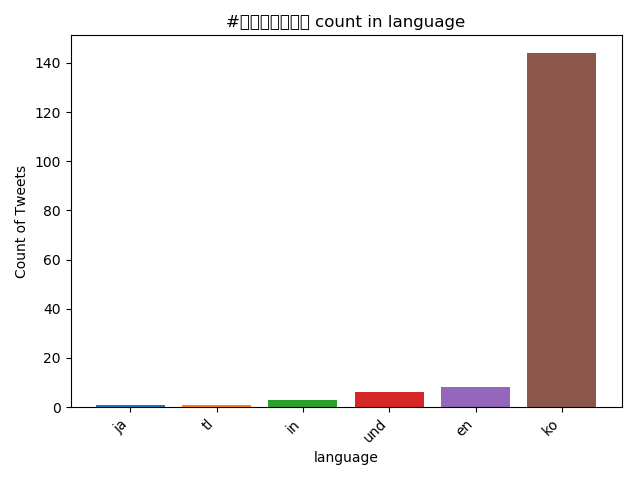 #□□□□□□□ count in language
Count of Tweets
140
120
100
80
60
40
20
0
ja
tl
in
und
en
ko
language